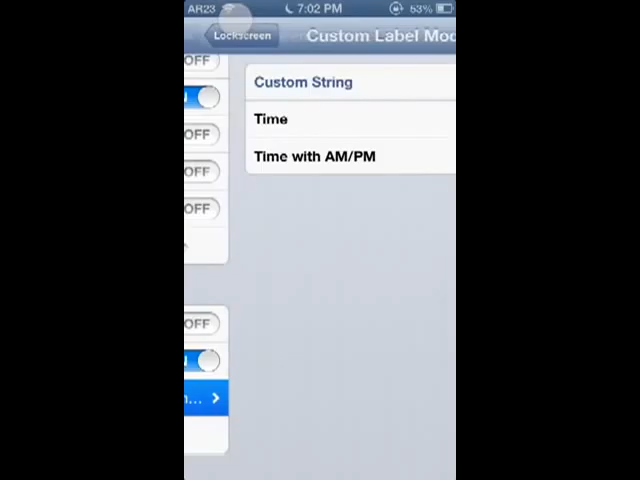 AR23 7:02 PM 53%
Lockscreen Custom Label Mod
OFF
Custom String
Time
OFF
Time with AM/PM
OFF
OFF
OFF